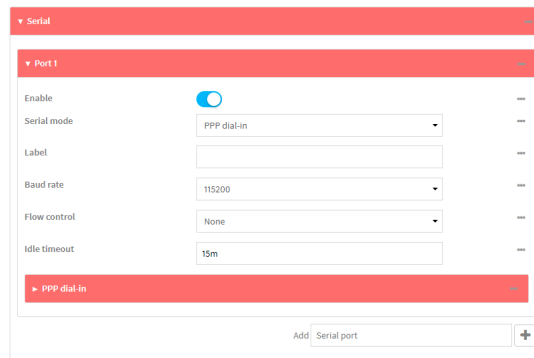 Serial
Port 1
Enable
Serial mode PPP dial-in
Label
Baud rate 115200
Flow control None
Idle timeout 15m
PPP dial-in
Add Serial port